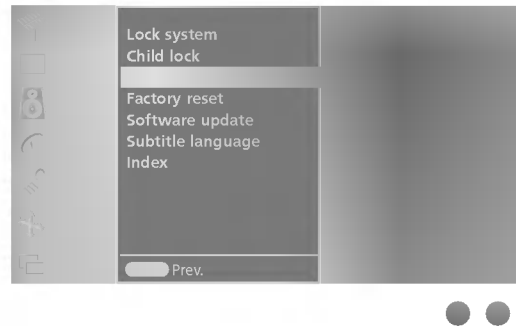 Lock system
Child lock
Factory reset
Software update
Subtitle language
Index
Prev.